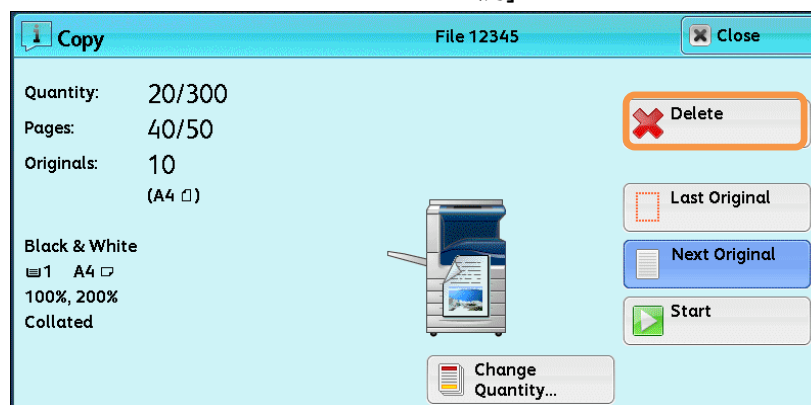 Copy
File 12345
Close
Quantity: 20/300
Pages: 40/50
Originals: 10
(A4)
Black & White
1 A4
100%, 200%
Collated
Delete
Last Original
Next Original
Start
Change
Quantity...